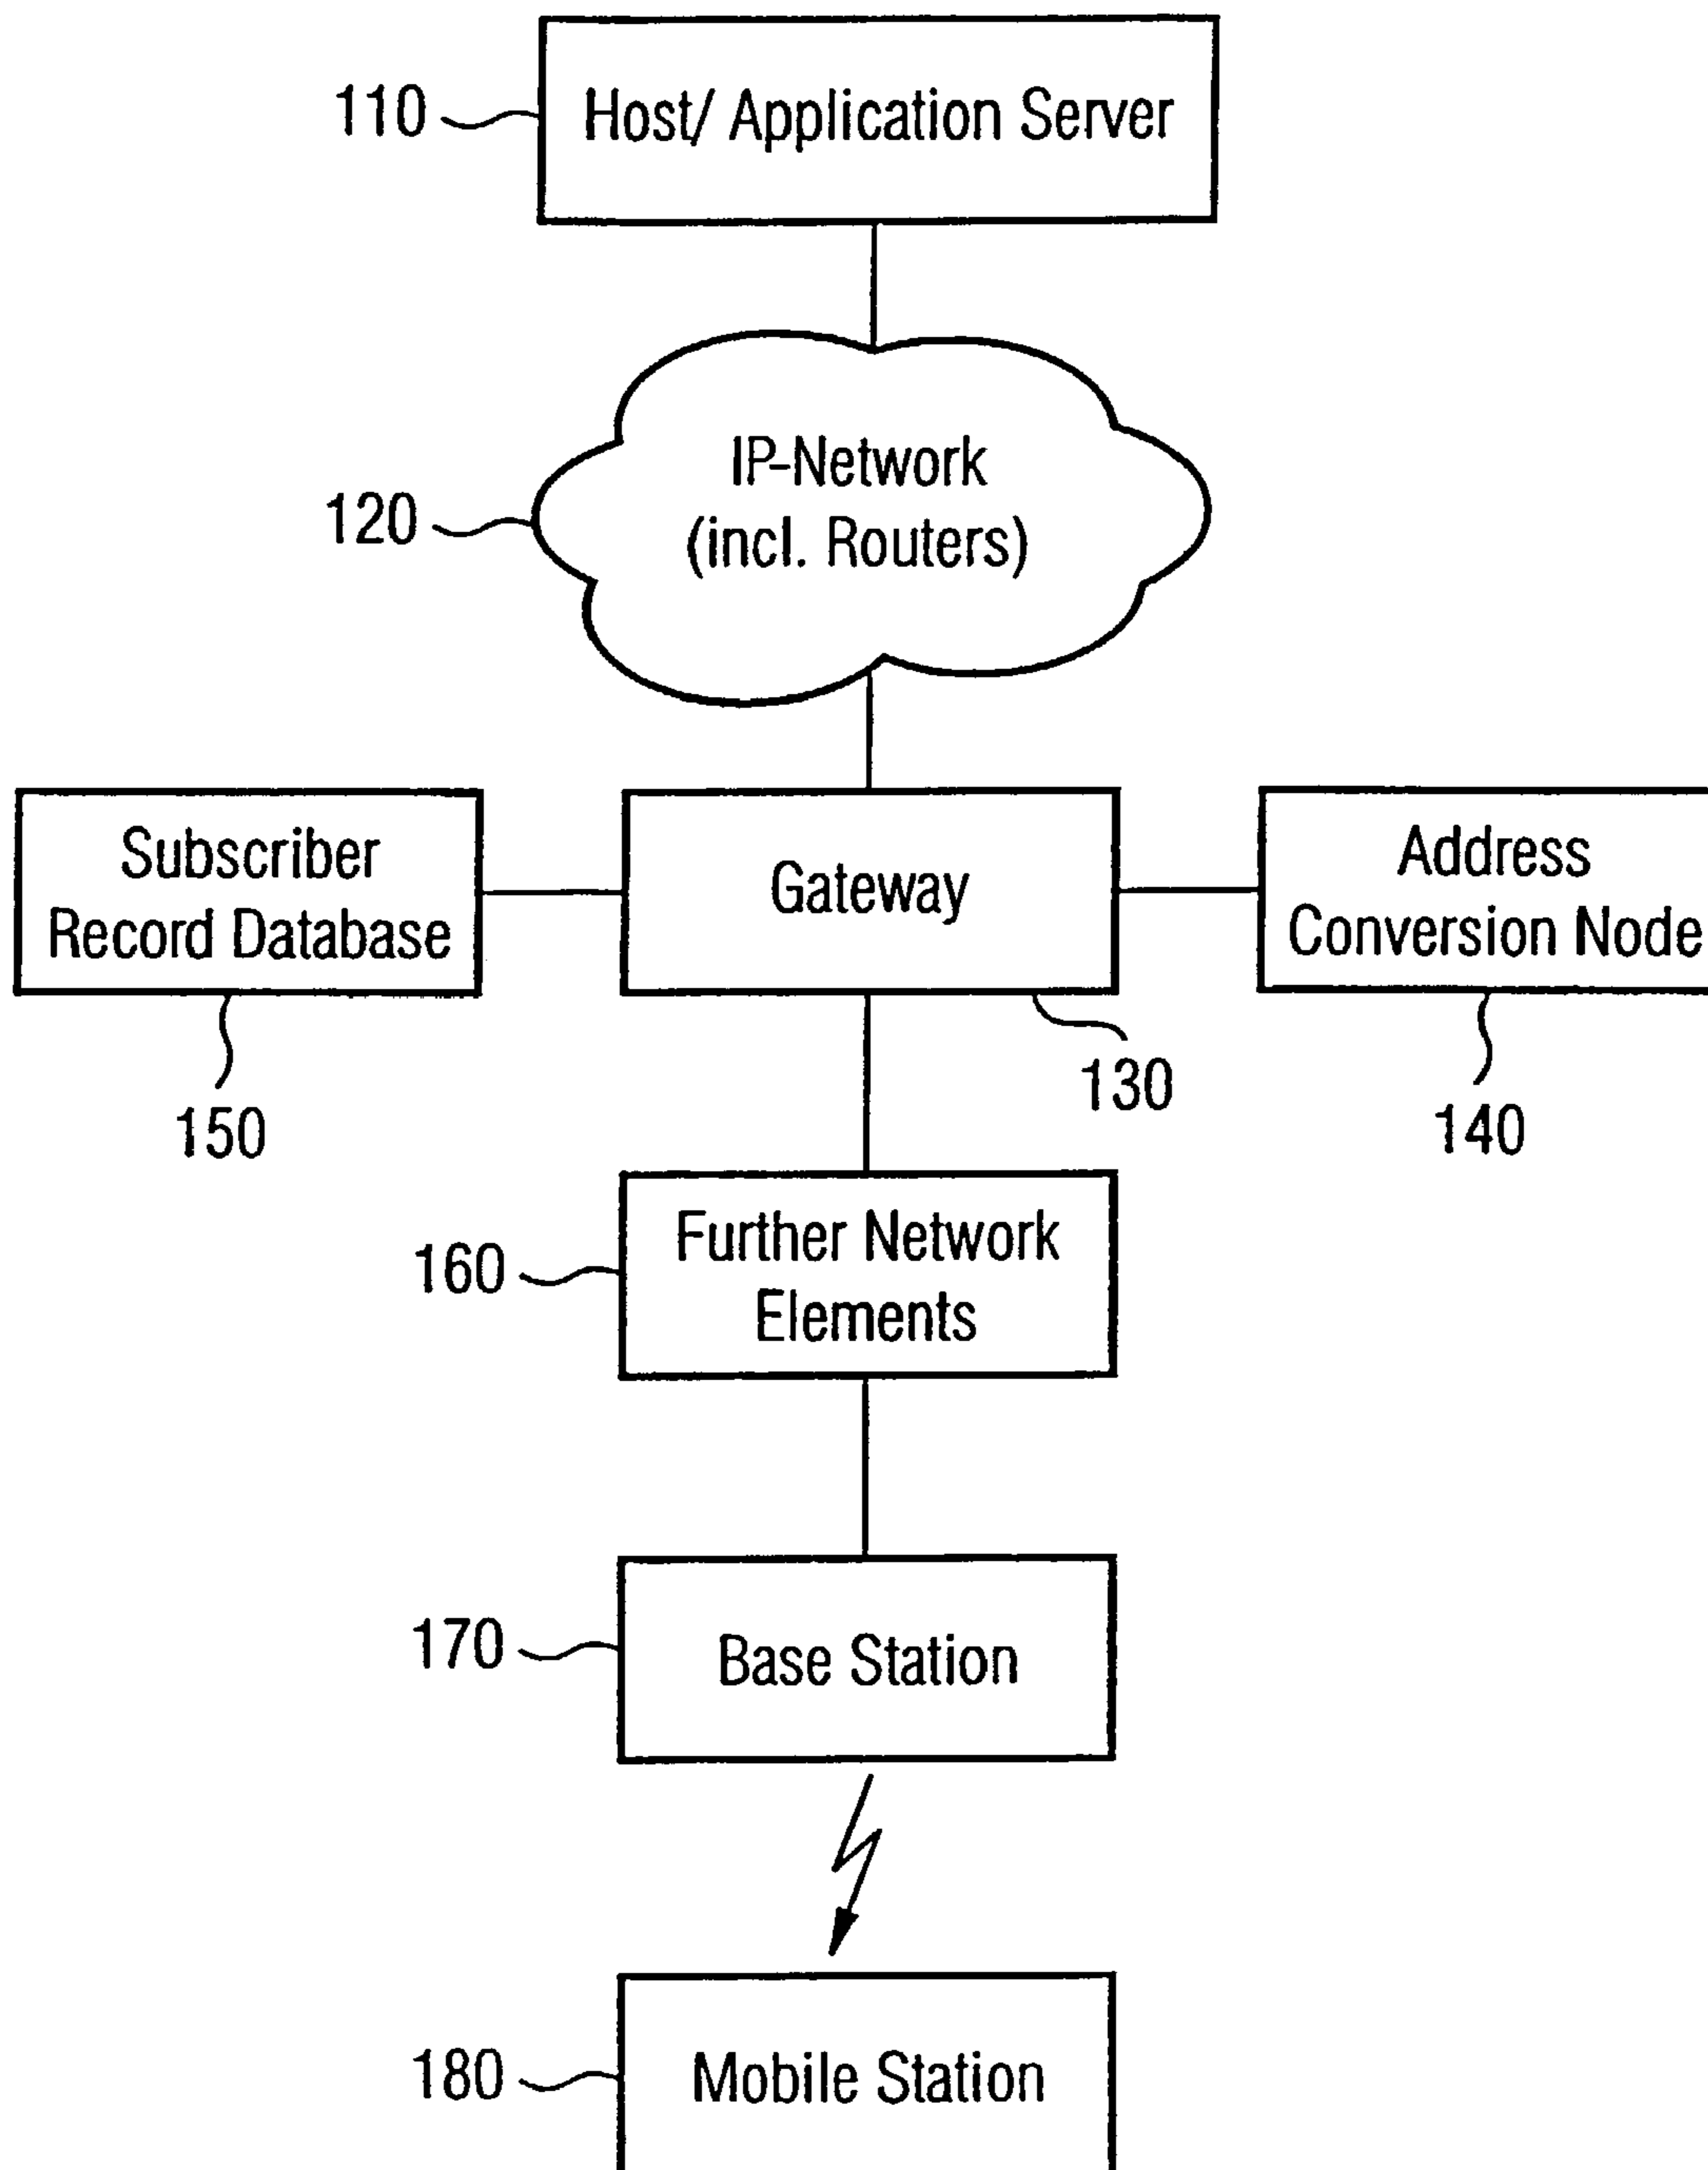 110
Host/ Application Server
120
IP-Network
(incl. Routers)
Subscriber
Record Database
150
Gateway
130
Address
Conversion Node
140
160
Further Network
Elements
170
Base Station
180
Mobile Station